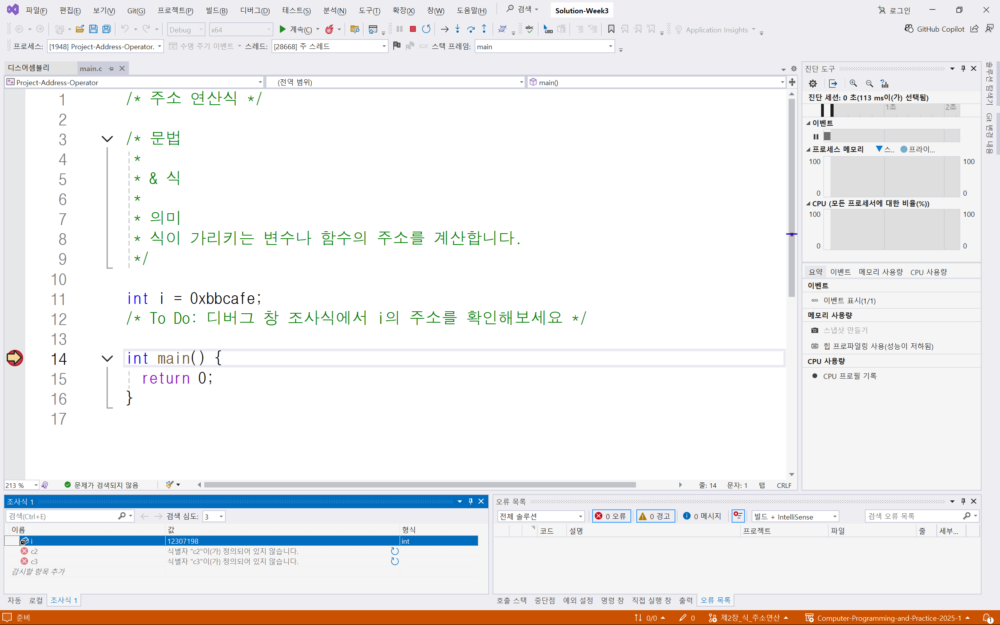 파일(F) 편집(E) 보기(V) Git(G) 프로젝트(P) 빌드(B) 디버그(D) 테스트(S) 분석(N) 도구(T) 확장(X) 창(W) 도움말(H) 검색 Solution-Week3 로그인
Debug x64 계속(C) abc Application Insights GitHub Copilot
프로세스: [1948] Project-Address-Operator. 수명 주기 이벤트 스레드: [28668] 주 스레드 스택 프레임: main
디스어셈블리 main.c
Project-Address-Operator (전역 범위) main()
1 /* 주소 연산식 */
2
3 /* 문법
4 *
5 * & 식
6 *
7 * 의미
8 * 식이 가리키는 변수나 함수의 주소를 계산합니다.
9 */
10
11 int i = 0xbbcafe;
12 /* To Do: 디버그 창 조사식에서 i의 주소를 확인해보세요 */
13
14 int main() {
15 return 0;
16 }
17
213 % 문제가 검색되지 않음 줄: 14 문자: 1 탭 CRLF
진단 도구
진단 세션: 0 초(113 ms이(가) 선택됨)
1초 2초
이벤트
프로세스 메모리 스.. 프라이...
100 100
0 0
CPU (모든 프로세서에 대한 비율(%))
100 100
0 0
요약 이벤트 메모리 사용량 CPU 사용량
이벤트
이벤트 표시(1/1)
메모리 사용량
스냅샷 만들기
힙 프로파일링 사용(성능이 저하됨)
CPU 사용량
CPU 프로필 기록
솔루션 탐색기
Git 변경 내용
조사식 1
검색(Ctrl+E) 검색 심도: 3
이름 값 형식
i 12307198 int
c2 식별자 "c2"이(가) 정의되어 있지 않습니다.
c3 식별자 "c3"이(가) 정의되어 있지 않습니다.
감시할 항목 추가
자동 로컬 조사식 1
오류 목록
전체 솔루션 0 오류 0 경고 0 메시지 빌드 + IntelliSense 검색 오류 목록
코드 설명 프로젝트 파일 줄 세부...
호출 스택 중단점 예외 설정 명령 창 직접 실행 창 출력 오류 목록
준비 0/0 0 제2장_식_주소연산 Computer-Programming-and-Practice-2025-1 1